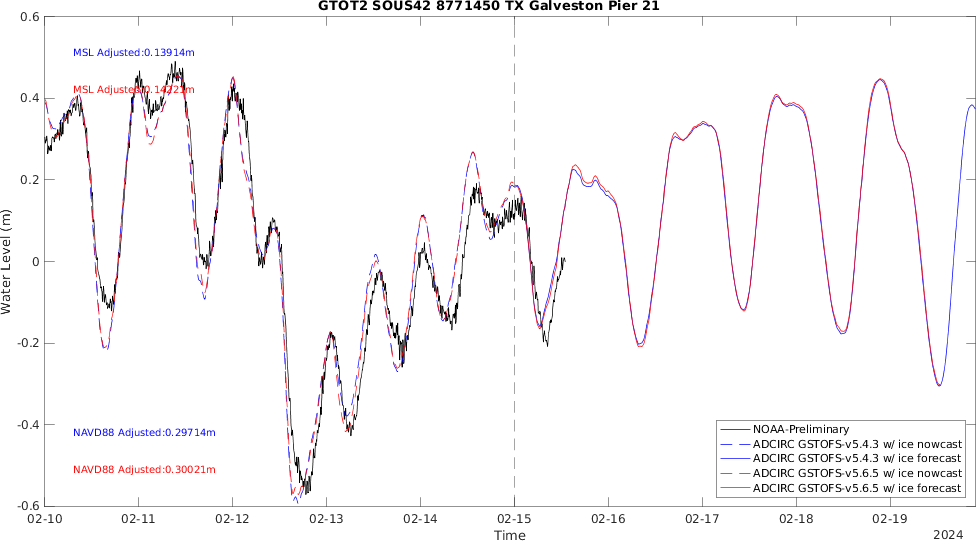 GTOT2 SOUS42 8771450 TX Galveston Pier 21
0.6
MSL Adjusted:0.13914m
0.4
MSL Adjusted:0.14221m
0.2
0
Water Level (m)
-0.2
-0.4
NAVD88 Adjusted:0.29714m
NAVD88 Adjusted:0.30021m
-0.6
NOAA-Preliminary
ADCIRC GSTOFS-v5.4.3 w/ ice nowcast
ADCIRC GSTOFS-v5.4.3 w/ ice forecast
ADCIRC GSTOFS-v5.6.5 w/ ice nowcast
ADCIRC GSTOFS-v5.6.5 w/ ice forecast
02-10 02-11 02-12 02-13 02-14 02-15 02-16 02-17 02-18 02-19
Time
2024